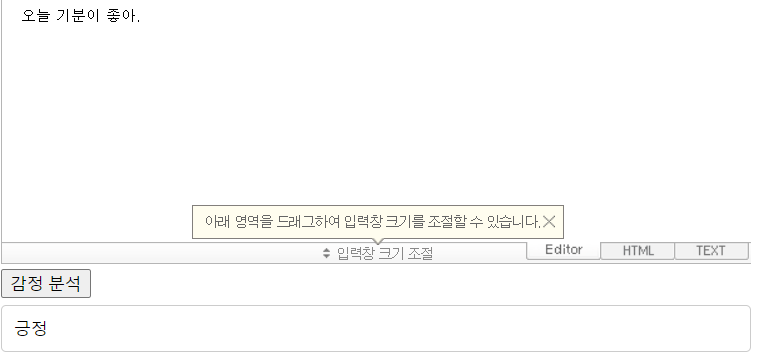 오늘 기분이 좋아.
아래 영역을 드래그하여 입력창 크기를 조절할 수 있습니다.
입력창 크기 조절
Editor
HTML
TEXT
감정 분석
긍정